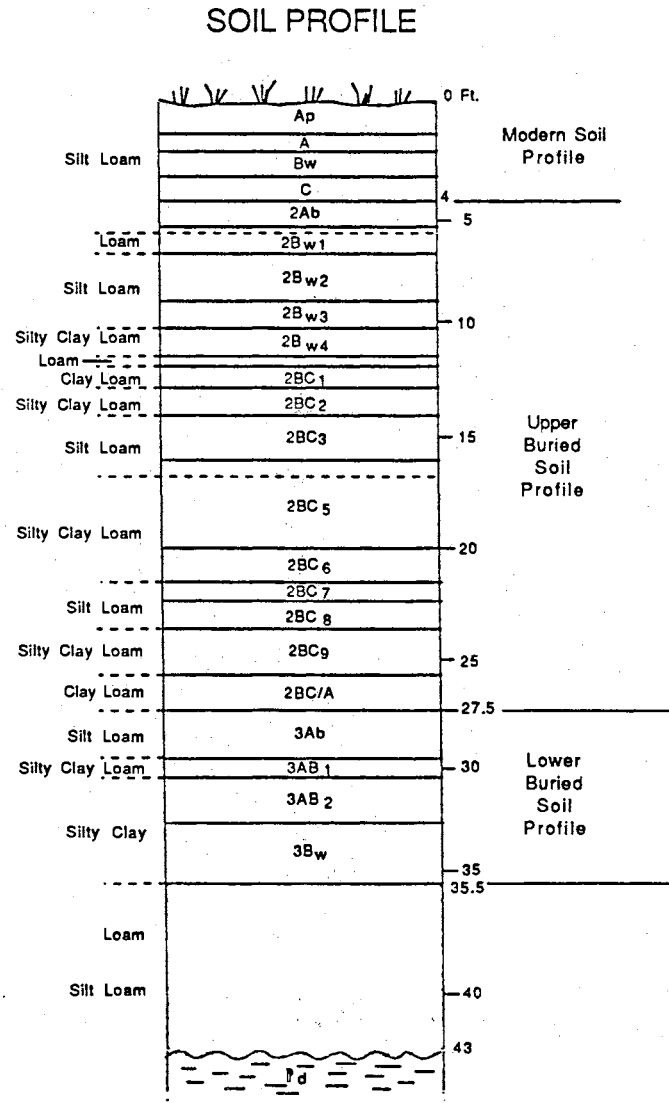 SOIL PROFILE
0 Ft.
Ap
A
Bw
C
Silt Loam
Modern Soil
Profile
4
2Ab
5
Loam
2Bw1
2Bw2
Silt Loam
2Bw3
10
Silty Clay Loam
2Bw4
Loam
Clay Loam
2BC1
Silty Clay Loam
2BC2
Silt Loam
2BC3
15
Upper
Buried
Soil
Profile
2BC5
Silty Clay Loam
20
2BC6
2BC7
Silt Loam
2BC8
Silty Clay Loam
2BC9
25
Clay Loam
2BC/A
27.5
Silt Loam
3Ab
Silty Clay Loam
3AB1
30
3AB2
Lower
Buried
Soil
Profile
Silty Clay
3Bw
35
35.5
Loam
Silt Loam
40
43